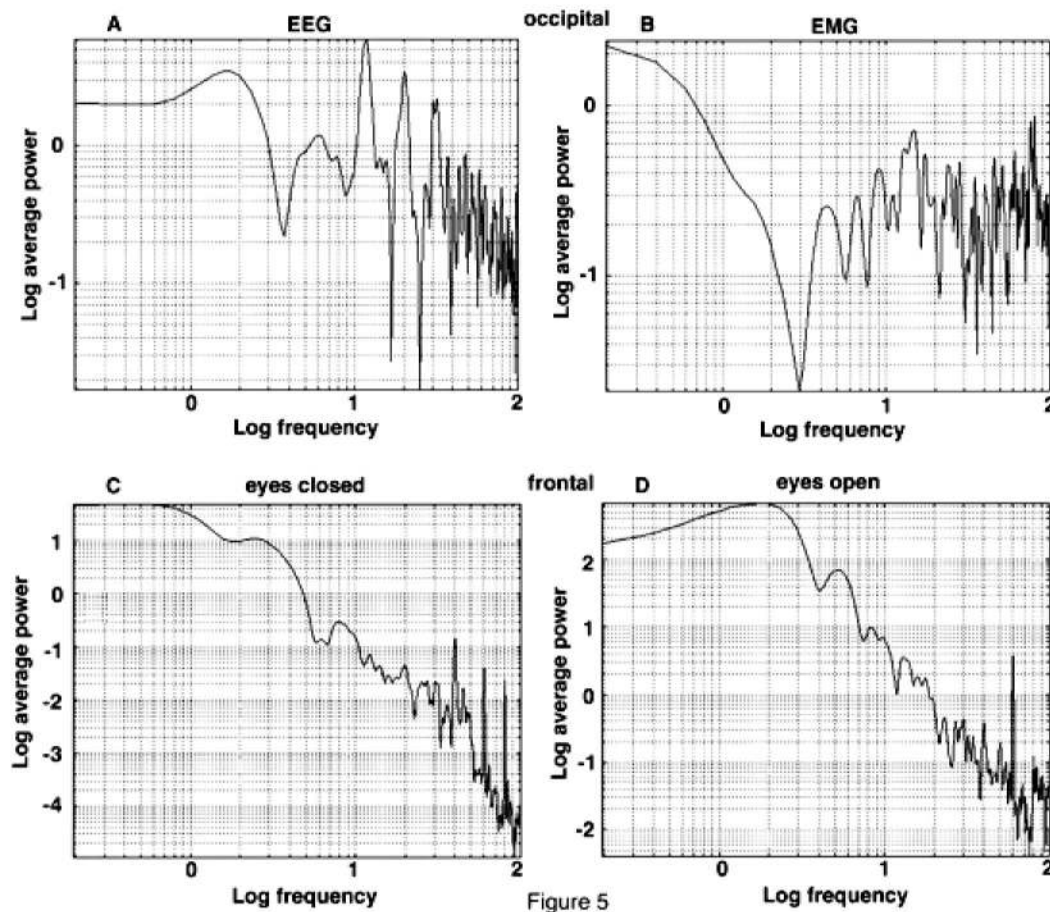 A EEG occipital B EMG
0
-1
Log average power
0 1 2
Log frequency
0
-1
Log average power
0 1 2
Log frequency
C eyes closed frontal D eyes open
1
0
-1
-2
-3
-4
Log average power
0 1 2
Log frequency
2
1
0
-1
-2
Log average power
0 1 2
Log frequency
Figure 5